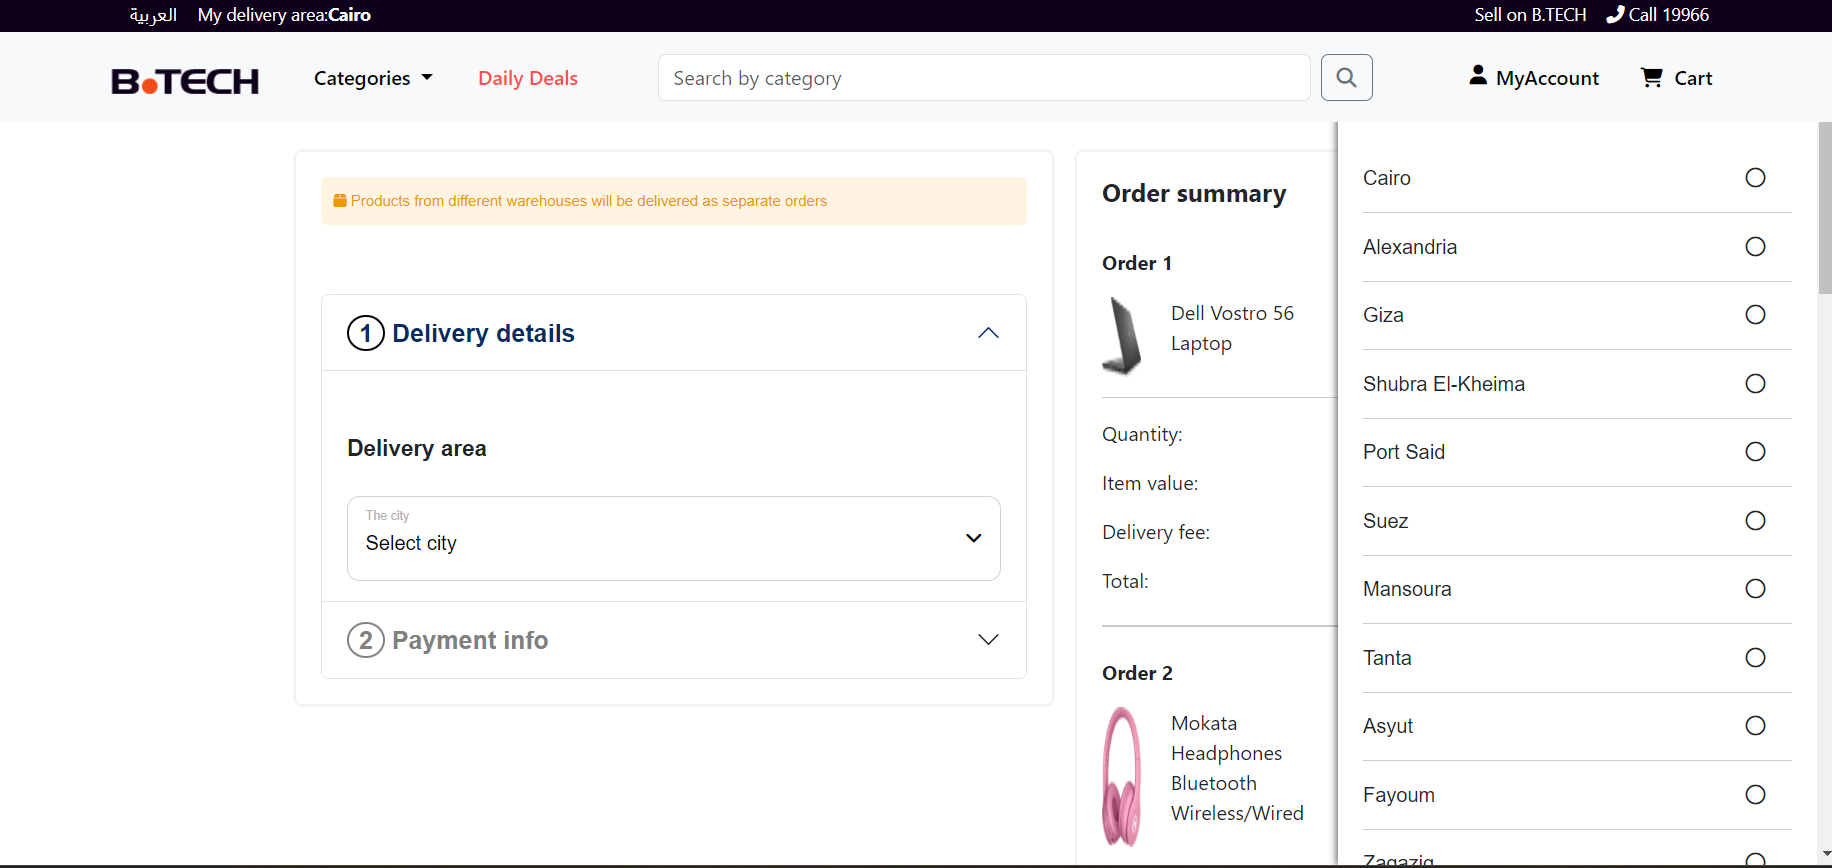 العربية My delivery area:Cairo Sell on B.TECH Call 19966
B.TECH Categories Daily Deals Search by category MyAccount Cart
Products from different warehouses will be delivered as separate orders
1 Delivery details
Delivery area
The city
Select city
2 Payment info
Order summary
Order 1
Dell Vostro 56
Laptop
Quantity:
Item value:
Delivery fee:
Total:
Order 2
Mokata
Headphones
Bluetooth
Wireless/Wired
Cairo
Alexandria
Giza
Shubra El-Kheima
Port Said
Suez
Mansoura
Tanta
Asyut
Fayoum
Zagazig